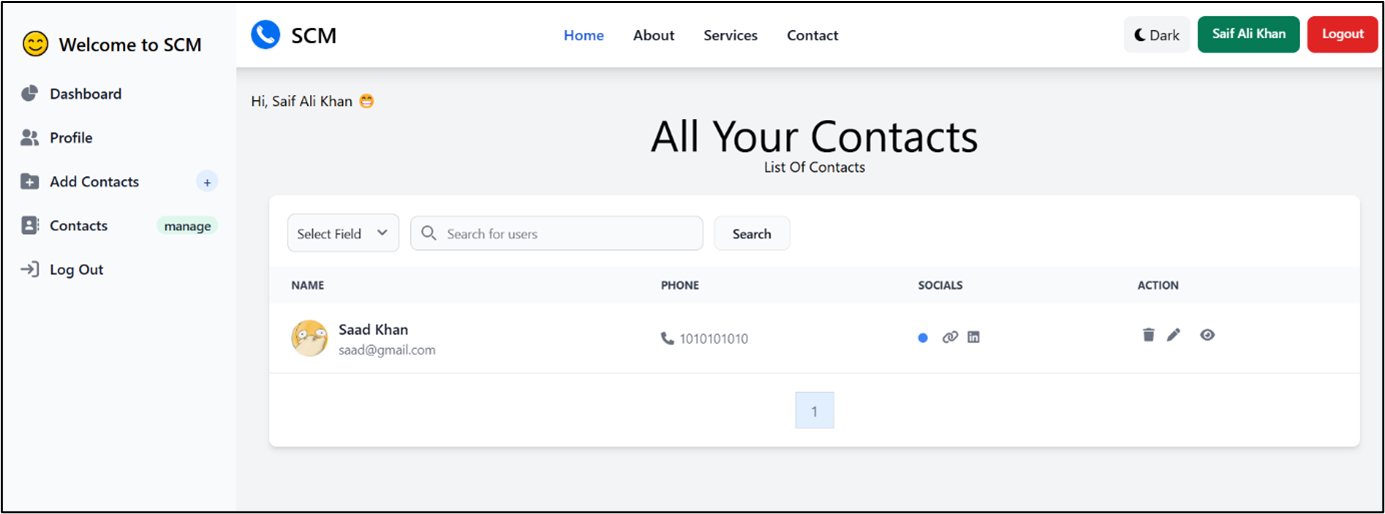 Welcome to SCM
Dashboard
Profile
Add Contacts +
Contacts manage
Log Out
SCM
Home About Services Contact
Dark Saif Ali Khan Logout
Hi, Saif Ali Khan
All Your Contacts
List Of Contacts
Select Field Search for users Search
NAME PHONE SOCIALS ACTION
Saad Khan
saad@gmail.com
1010101010
in
1